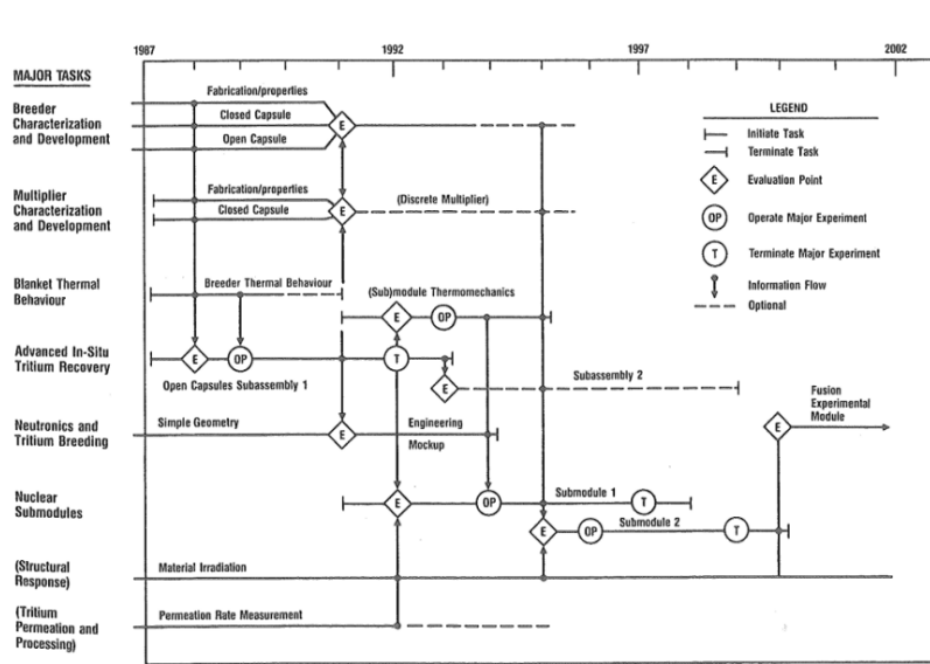 1987
1992
1997
2002
MAJOR TASKS
Breeder
Characterization
and Development
Fabrication/properties
Closed Capsule
Open Capsule
E
LEGEND
Initiate Task
Terminate Task
E Evaluation Point
OP Operate Major Experiment
T Terminate Major Experiment
Information Flow
Optional
Multiplier
Characterization
and Development
Fabrication/properties
Closed Capsule
E
(Discrete Multiplier)
Blanket Thermal
Behaviour
Breeder Thermal Behaviour
(Sub)module Thermomechanics
E
OP
Advanced In-Situ
Tritium Recovery
E
OP
T
Open Capsules Subassembly 1
E
Subassembly 2
Neutronics and
Tritium Breeding
Simple Geometry
E
Engineering
Mockup
Fusion
Experimental
Module
E
Nuclear
Submodules
E
OP
Submodule 1
T
E
OP
Submodule 2
T
(Structural
Response)
Material Irradiation
(Tritium
Permeation and
Processing)
Permeation Rate Measurement